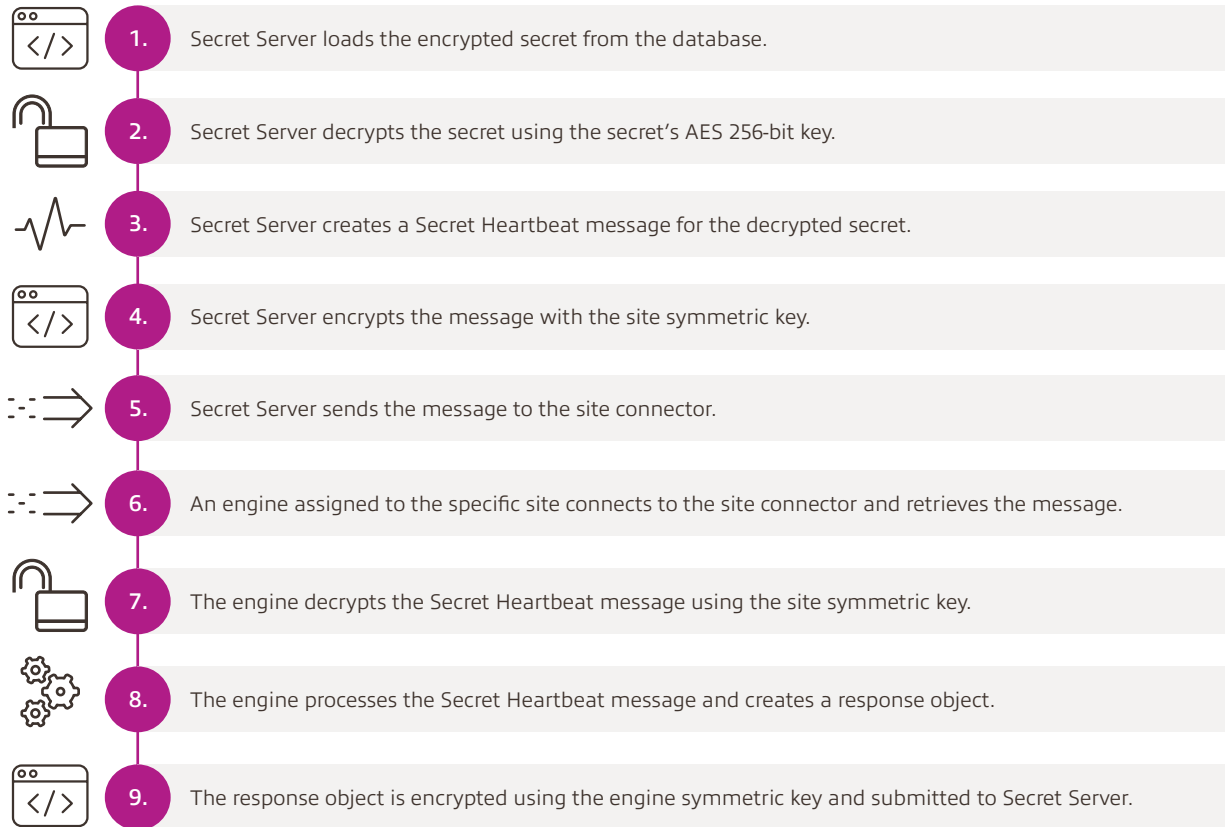 1. Secret Server loads the encrypted secret from the database.
2. Secret Server decrypts the secret using the secret’s AES 256-bit key.
3. Secret Server creates a Secret Heartbeat message for the decrypted secret.
</>
4. Secret Server encrypts the message with the site symmetric key.
5. Secret Server sends the message to the site connector.
6. An engine assigned to the specific site connects to the site connector and retrieves the message.
7. The engine decrypts the Secret Heartbeat message using the site symmetric key.
8. The engine processes the Secret Heartbeat message and creates a response object.
9. The response object is encrypted using the engine symmetric key and submitted to Secret Server.